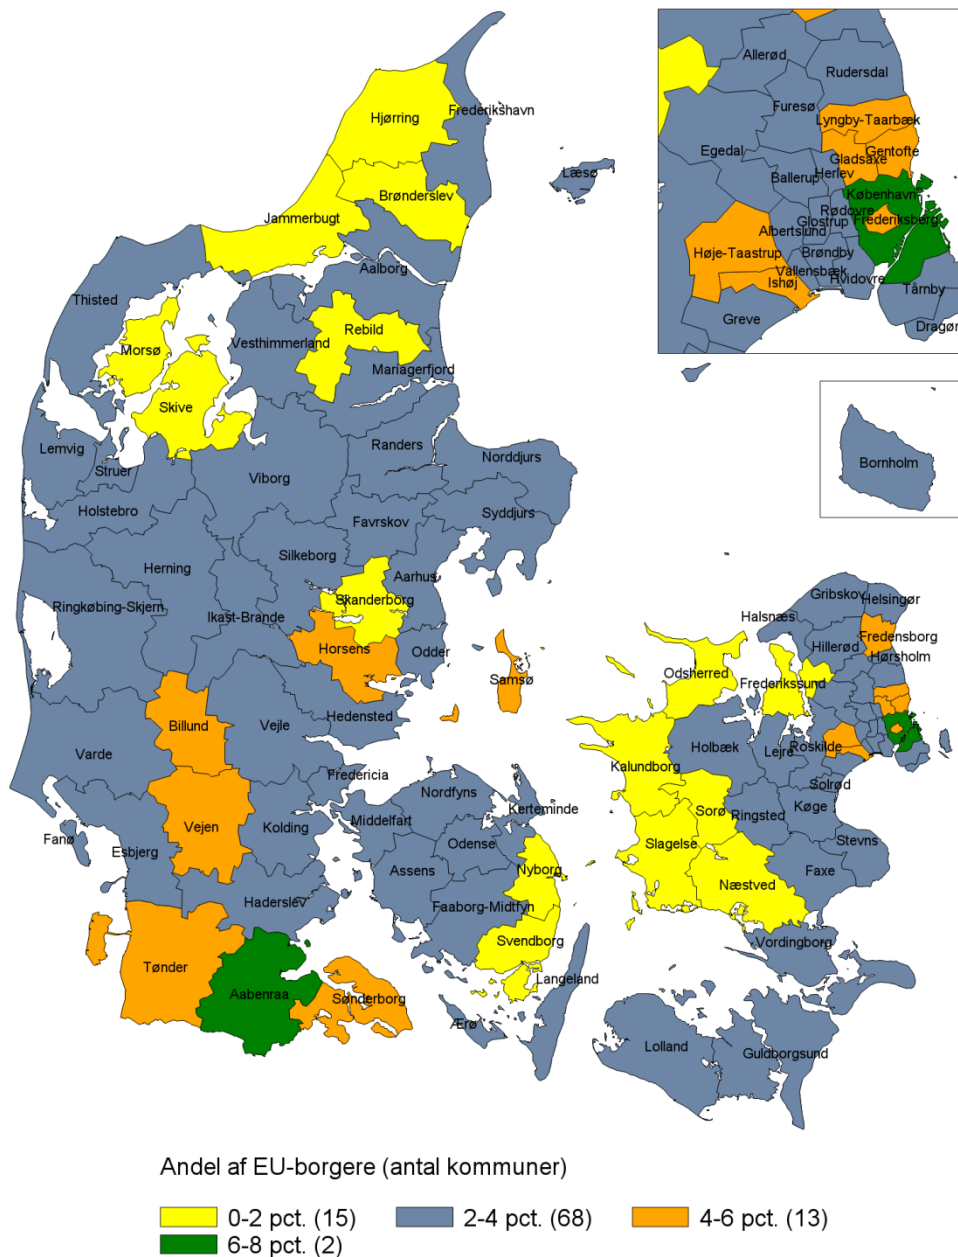 Hjørring
Frederikshavn
Læsø
Brønderslev
Jammerbugt
Aalborg
Thisted
Vesthimmerland
Rebild
Morsø
Mariagerfjord
Skive
Lemvig
Struer
Randers
Norddjurs
Viborg
Holstebro
Favrskov
Syddjurs
Silkeborg
Herning
Aarhus
Skanderborg
Ringkøbing-Skjern
Ikast-Brande
Horsens
Odder
Samsø
Billund
Vejle
Hedensted
Varde
Fredericia
Vejen
Kolding
Middelfart
Nordfyns
Kerteminde
Fanø
Esbjerg
Odense
Assens
Nyborg
Haderslev
Faaborg-Midtfyn
Svendborg
Tønder
Aabenraa
Sønderborg
Langeland
Ærø
Allerød
Rudersdal
Furesø
Lyngby-Taarbæk
Egedal
Gladsaxe
Gentofte
Ballerup
Herlev
København
Rødovre
Glostrup
Frederiksberg
Albertslund
Høje-Taastrup
Brøndby
Vallensbæk
Ishøj
Hvidovre
Tårnby
Greve
Dragør
Bornholm
Gribskov
Helsingør
Halsnæs
Hillerød
Fredensborg
Hørsholm
Odsherred
Frederikssund
Holbæk
Lejre
Roskilde
Kalundborg
Solrød
Sorø
Ringsted
Køge
Slagelse
Stevns
Næstved
Faxe
Vordingborg
Lolland
Guldborgsund
Andel af EU-borgere (antal kommuner)
0-2 pct. (15)
2-4 pct. (68)
4-6 pct. (13)
6-8 pct. (2)